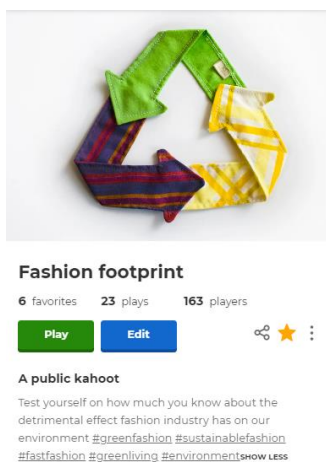 Fashion footprint
6 favorites 23 plays 163 players
Play Edit
A public kahoot
Test yourself on how much you know about the
detrimental effect fashion industry has on our
environment #greenfashion #sustainablefashion
#fastfashion #greenliving #environmentSHOW LESS